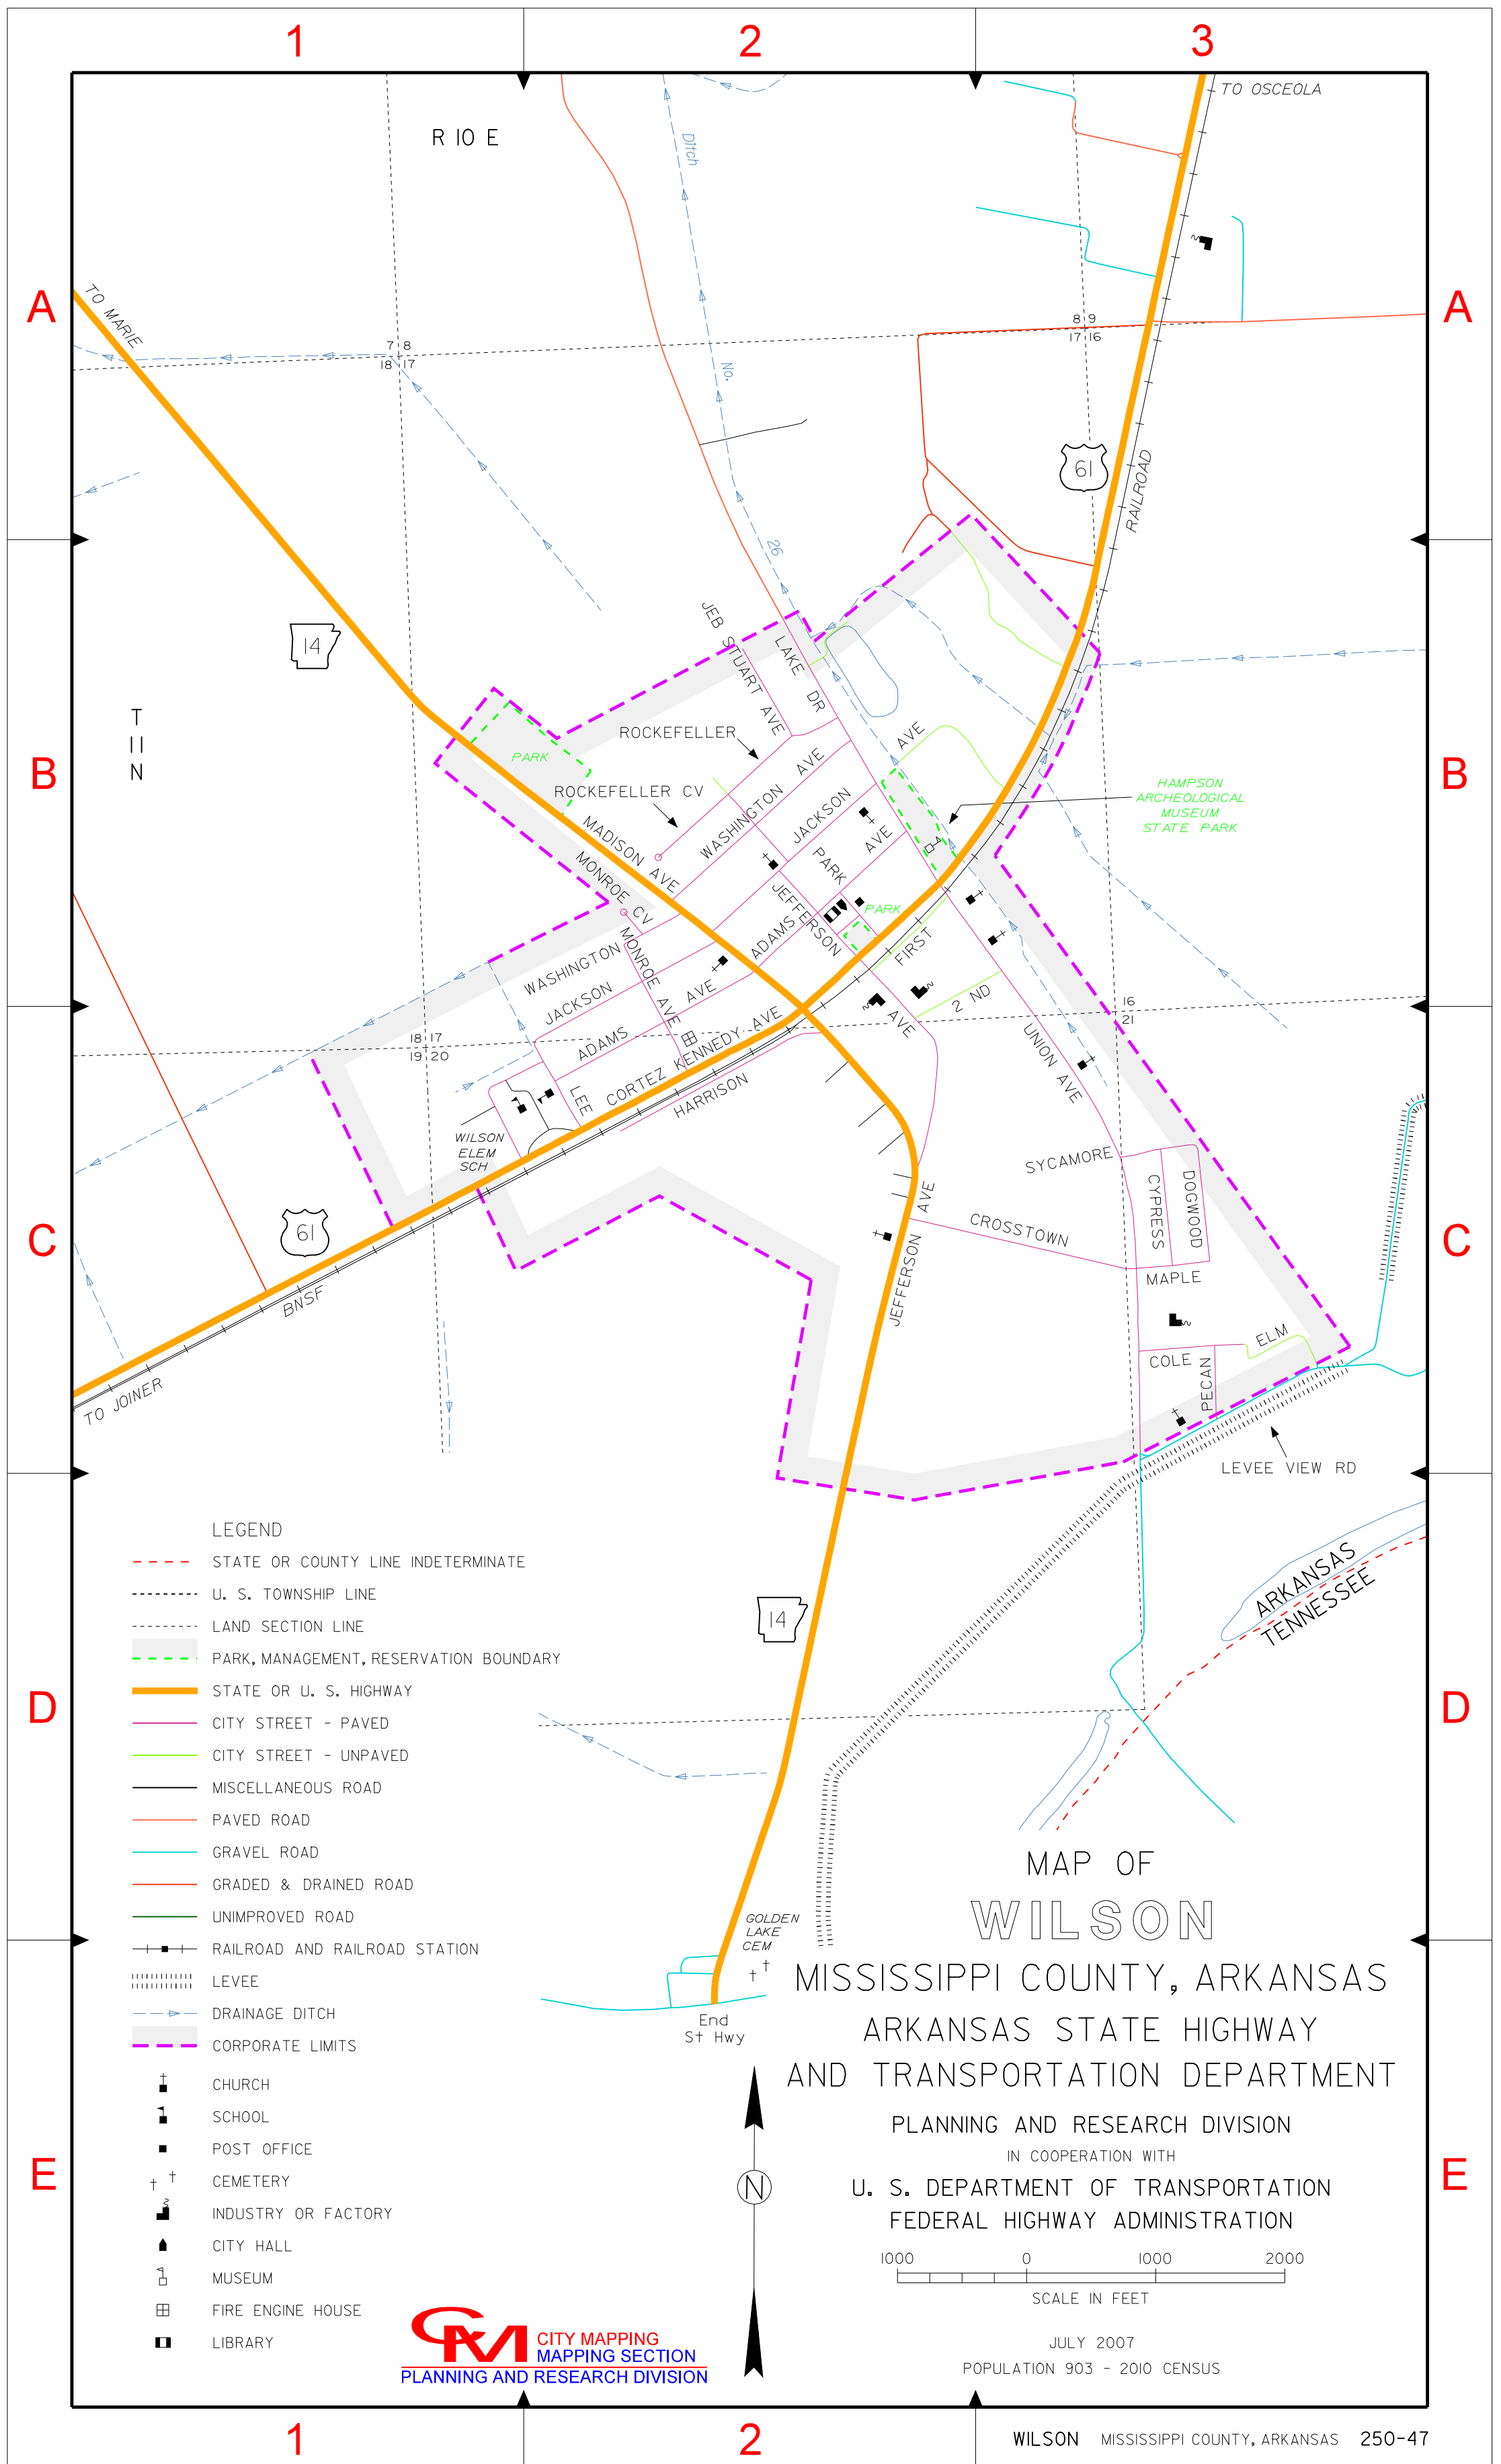 1
2
3
TO OSCEOLA
R 10 E
Ditch
A
A
TO MARIE
7 8
18 17
8 9
17 16
No.
61
RAILROAD
26
14
JEB STUART AVE
LAKE DR
T
11
N
ROCKEFELLER
AVE
PARK
B
B
ROCKEFELLER CV
WASHINGTON AVE
HAMPSON
ARCHEOLOGICAL
MUSEUM
STATE PARK
MADISON AVE
JACKSON
AVE
PARK
MONROE CV
JEFFERSON
PARK
ADAMS
FIRST
WASHINGTON
MONROE AVE
JACKSON
AVE
2 ND
AVE
16
21
18 17
19 20
ADAMS
CORTEZ KENNEDY AVE
UNION AVE
LEE
HARRISON
WILSON
ELEM
SCH
SYCAMORE
CYPRESS
DOGWOOD
C
C
61
CROSSTOWN
JEFFERSON AVE
MAPLE
BNSF
ELM
COLE
PECAN
TO JOINER
LEVEE VIEW RD
LEGEND
STATE OR COUNTY LINE INDETERMINATE
U. S. TOWNSHIP LINE
LAND SECTION LINE
PARK, MANAGEMENT, RESERVATION BOUNDARY
STATE OR U. S. HIGHWAY
CITY STREET - PAVED
CITY STREET - UNPAVED
MISCELLANEOUS ROAD
PAVED ROAD
GRAVEL ROAD
GRADED & DRAINED ROAD
UNIMPROVED ROAD
RAILROAD AND RAILROAD STATION
LEVEE
DRAINAGE DITCH
CORPORATE LIMITS
CHURCH
SCHOOL
POST OFFICE
CEMETERY
INDUSTRY OR FACTORY
CITY HALL
MUSEUM
FIRE ENGINE HOUSE
LIBRARY
ARKANSAS
TENNESSEE
14
D
D
GOLDEN
LAKE
CEM
End
St Hwy
MAP OF
WILSON
MISSISSIPPI COUNTY, ARKANSAS
ARKANSAS STATE HIGHWAY
AND TRANSPORTATION DEPARTMENT
PLANNING AND RESEARCH DIVISION
IN COOPERATION WITH
U. S. DEPARTMENT OF TRANSPORTATION
FEDERAL HIGHWAY ADMINISTRATION
E
E
N
1000 0 1000 2000
SCALE IN FEET
JULY 2007
POPULATION 903 - 2010 CENSUS
CM
CITY MAPPING
MAPPING SECTION
PLANNING AND RESEARCH DIVISION
1
2
WILSON MISSISSIPPI COUNTY, ARKANSAS 250-47